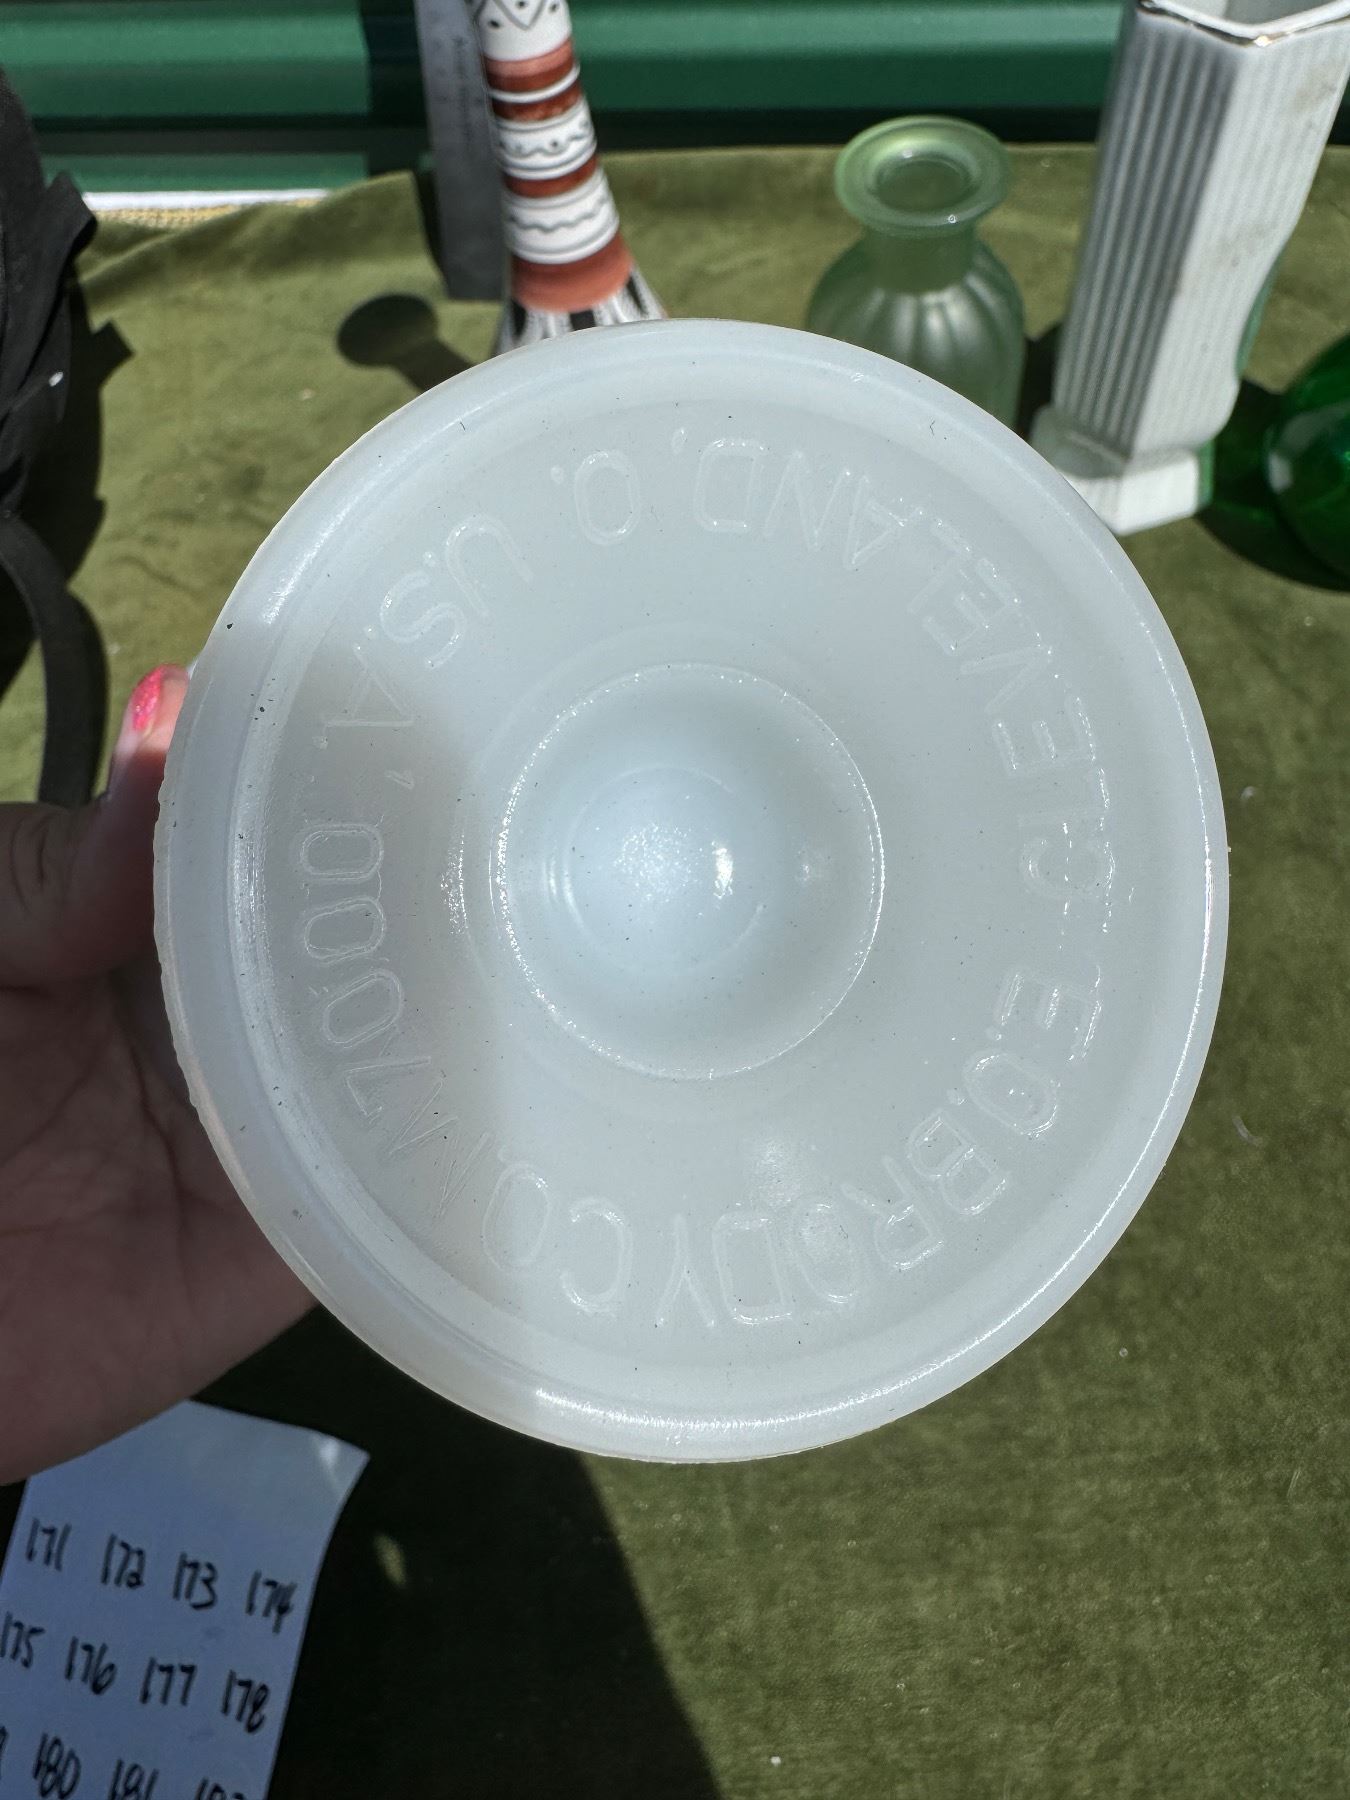 E.O.BRODY CO. M7000
CLEVELAND, O. U.S.A.
171 172 173 174
175 176 177 178
180 181